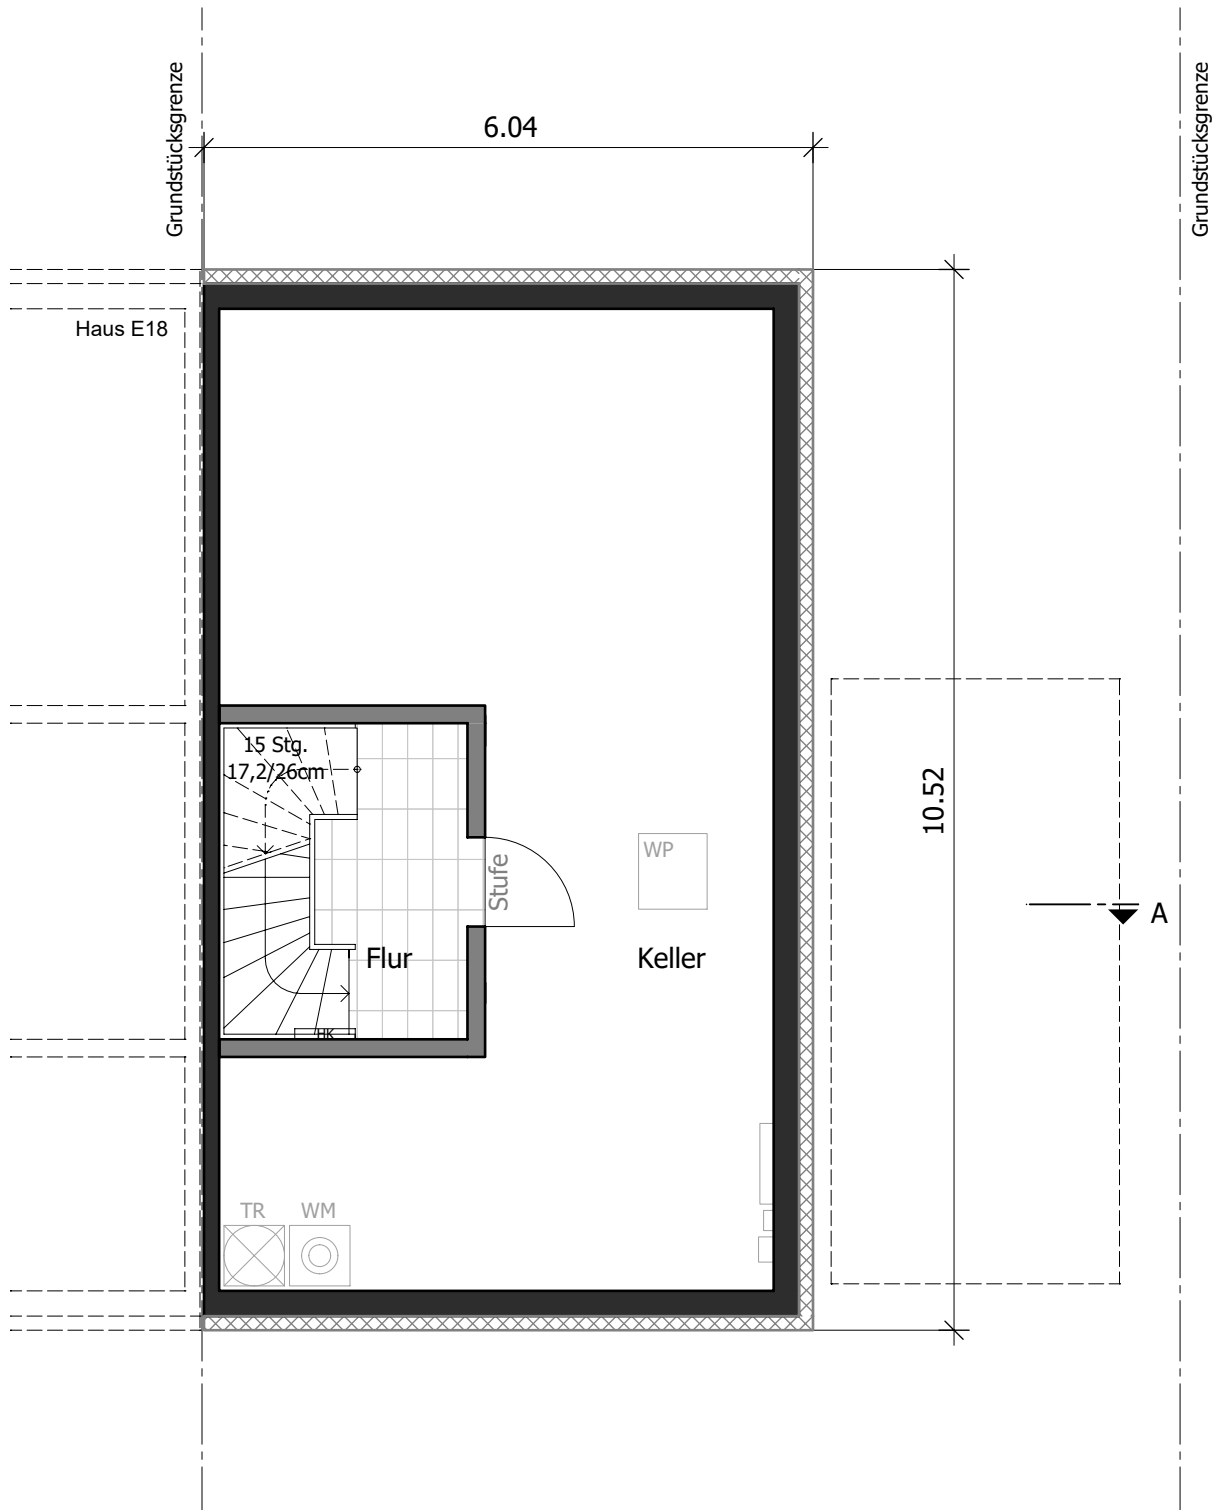 Grundstücksgrenze
Grundstücksgrenze
6.04
Haus E18
15 Stg.
17,2/26cm
10.52
WP
Stufe
A
Flur
Keller
HK
TR
WM